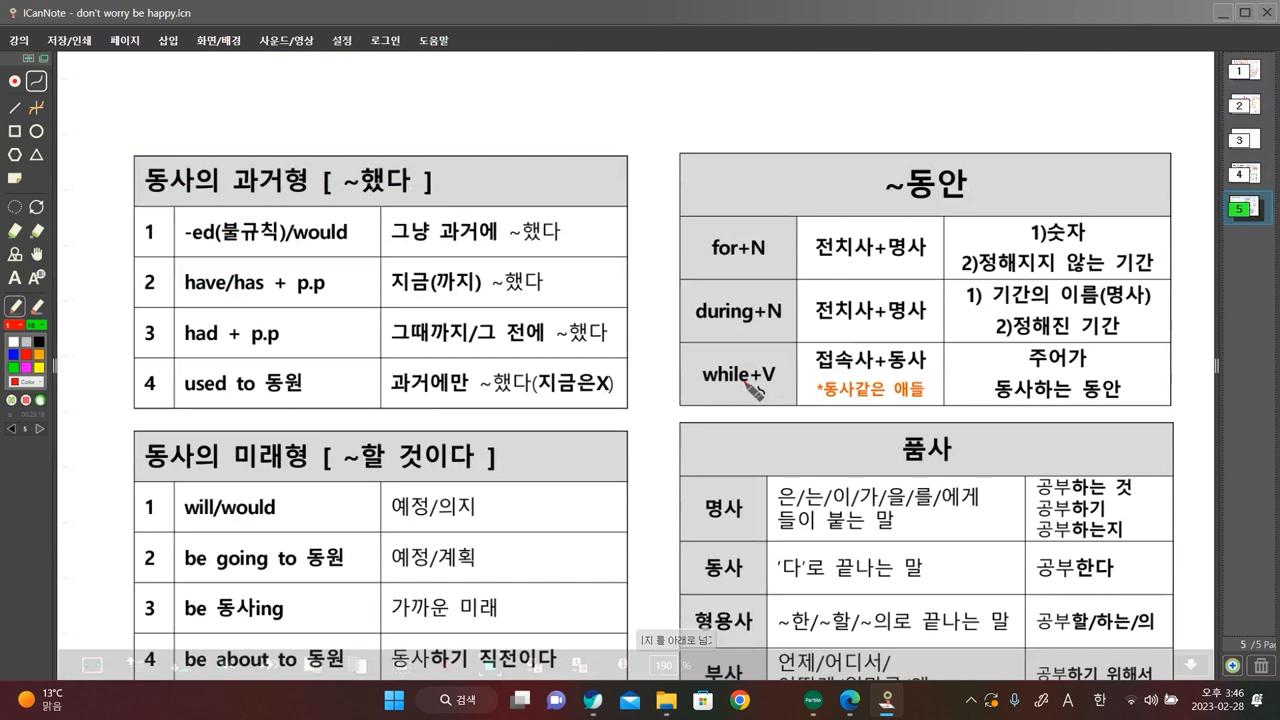 ICanNote - don't worry be happy.icn
강의 저장/인쇄 페이지 삽입 화면/배경 사운드/영상 설정 로그인 도움말
동사의 과거형 [ ~했다 ]
1 -ed(불규칙)/would 그냥 과거에 ~했다
2 have/has + p.p 지금(까지) ~했다
3 had + p.p 그때까지/그 전에 ~했다
4 used to 동원 과거에만 ~했다(지금은X)
동사의 미래형 [ ~할 것이다 ]
1 will/would 예정/의지
2 be going to 동원 예정/계획
3 be 동사ing 가까운 미래
4 be about to 동원 동사하기 직전이다
~동안
for+N 전치사+명사 1)숫자
2)정해지지 않는 기간
during+N 전치사+명사 1) 기간의 이름(명사)
2)정해진 기간
while+V 접속사+동사 주어가
*동사같은 애들 동사하는 동안
품사
명사 은/는/이/가/을/를/에게
들이 붙는 말
공부하는 것
공부하기
공부하는지
동사 '다'로 끝나는 말 공부한다
형용사 ~한/~할/~의로 끝나는 말 공부할/하는/의
부사 언제/어디서/
공부하기 위해서
190 %
1
2
3
4
5
5 / 5 Page
Color
5
13°C
맑음
검색
A 한
오후 3:46
2023-02-28